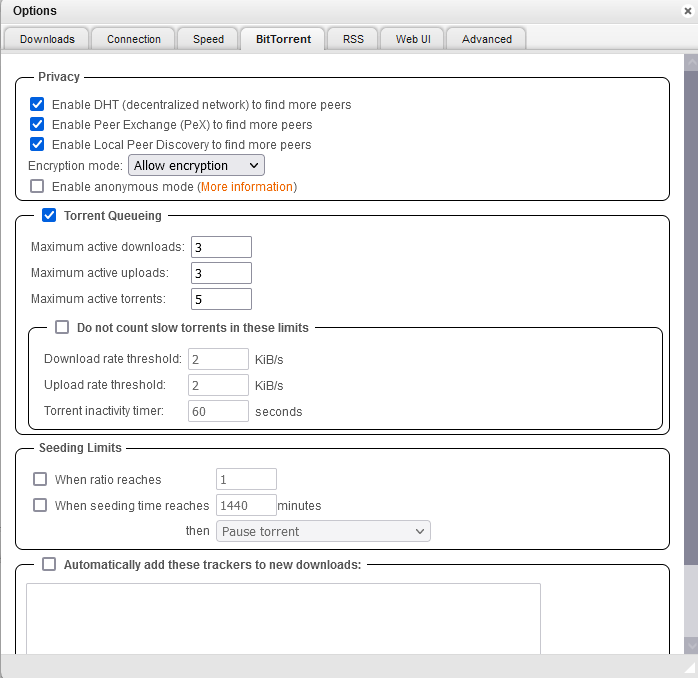 Options
Downloads Connection Speed BitTorrent RSS Web UI Advanced
Privacy
Enable DHT (decentralized network) to find more peers
Enable Peer Exchange (PeX) to find more peers
Enable Local Peer Discovery to find more peers
Encryption mode: Allow encryption
Enable anonymous mode (More information)
Torrent Queueing
Maximum active downloads: 3
Maximum active uploads: 3
Maximum active torrents: 5
Do not count slow torrents in these limits
Download rate threshold: 2 KiB/s
Upload rate threshold: 2 KiB/s
Torrent inactivity timer: 60 seconds
Seeding Limits
When ratio reaches 1
When seeding time reaches 1440 minutes
then Pause torrent
Automatically add these trackers to new downloads: